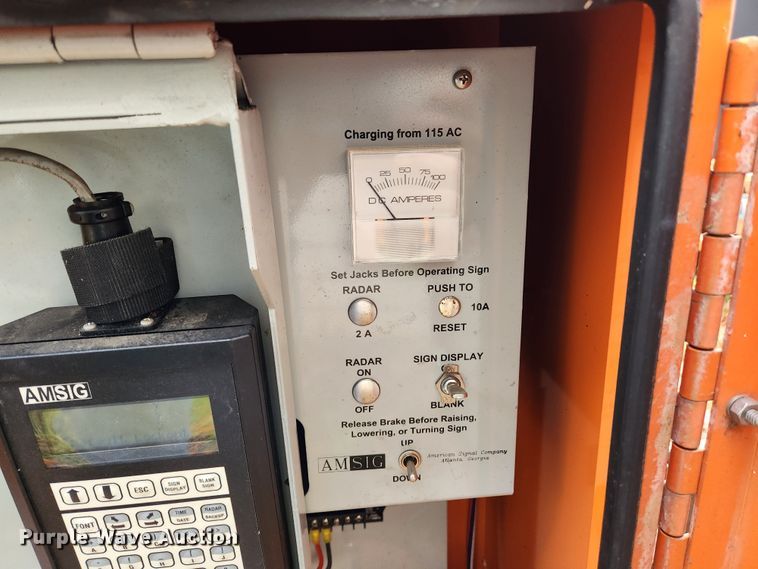 Charging from 115 AC
0 25 50 75 100
DC AMPERES
Set Jacks Before Operating Sign
RADAR
2 A
PUSH TO
10A
RESET
RADAR
ON
OFF
SIGN DISPLAY
BLANK
Release Brake Before Raising,
Lowering, or Turning Sign
UP
DOWN
AMSIG
American Signal Company
Atlanta, Georgia
AMSIG
ESC
SIGN
DISPLAY
BLANK
SIGN
FONT
TIME
DATE
RADAR
BACKUP
Purple Wave Auction